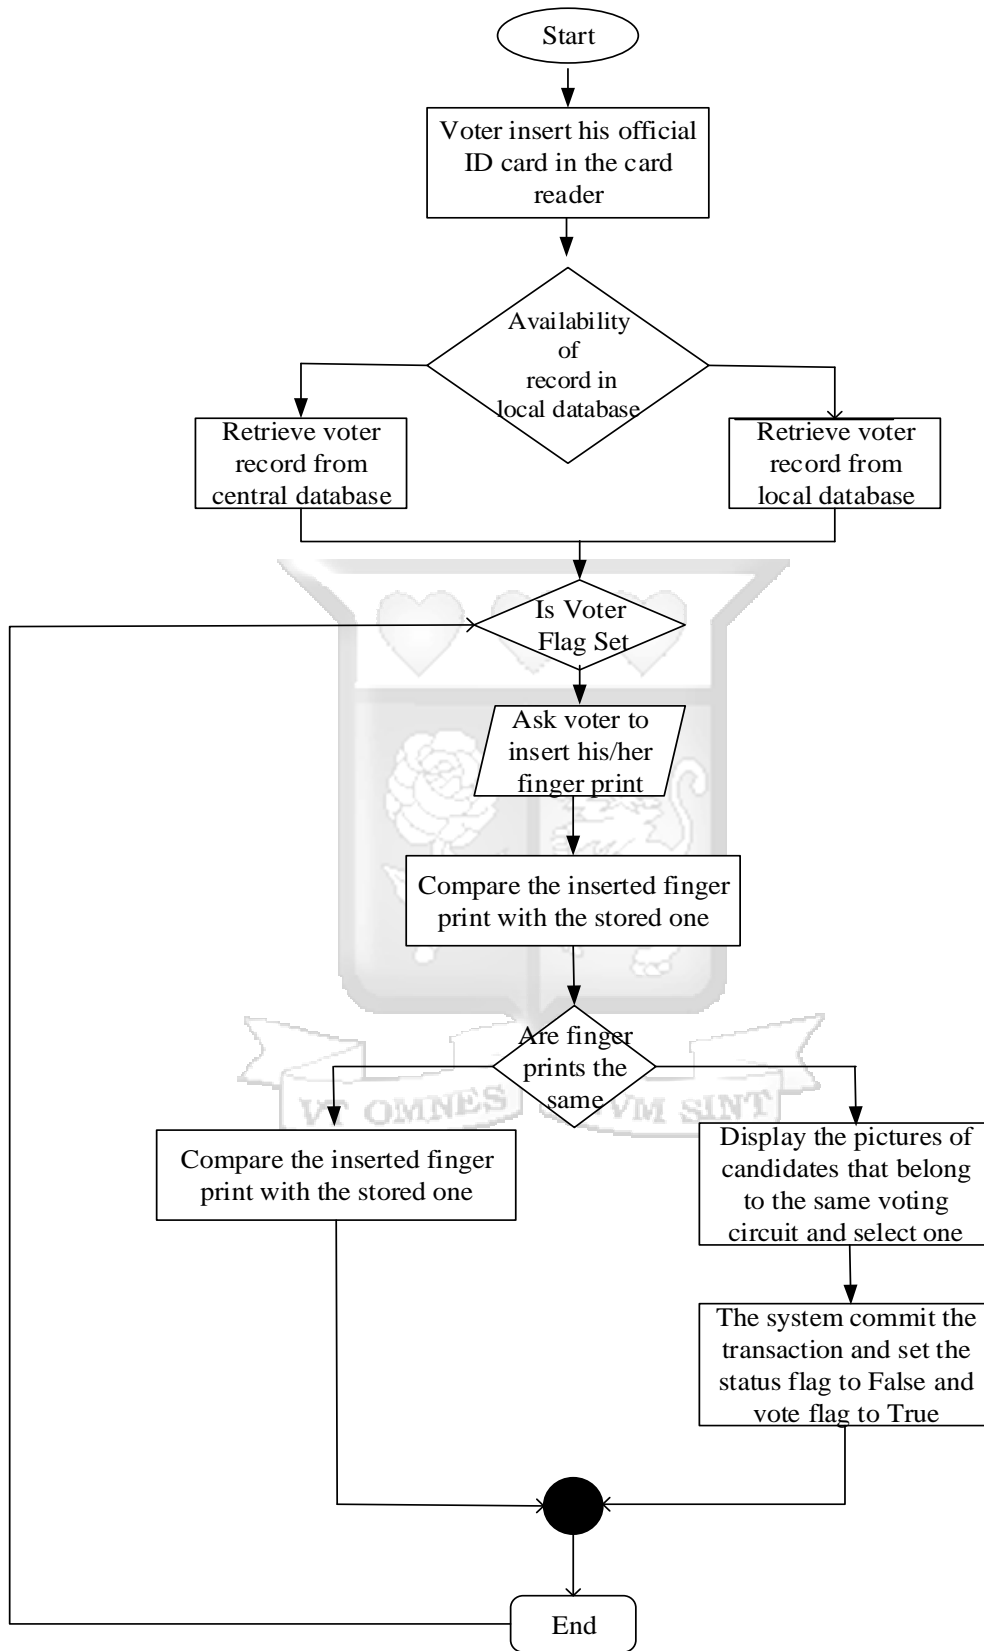 Start
Voter insert his official
ID card in the card
reader
Availability
of
record in
local database
Retrieve voter
record from
central database
Retrieve voter
record from
local database
Is Voter
Flag Set
Ask voter to
insert his/her
finger print
Compare the inserted finger
print with the stored one
Are finger
prints the
same
VT OMNES
VM SINT
Compare the inserted finger
print with the stored one
Display the pictures of
candidates that belong
to the same voting
circuit and select one
The system commit the
transaction and set the
status flag to False and
vote flag to True
End